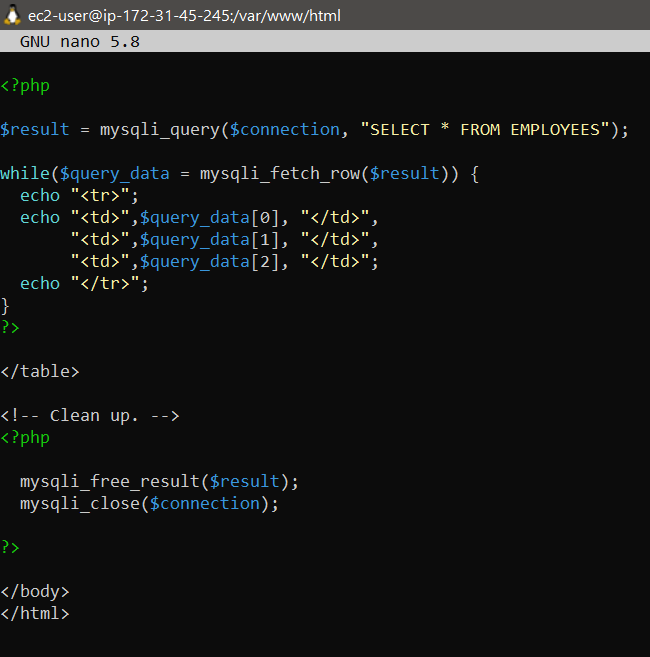 ec2-user@ip-172-31-45-245:/var/www/html
GNU nano 5.8
<?php
$result = mysqli_query($connection, "SELECT * FROM EMPLOYEES");
while($query_data = mysqli_fetch_row($result)) {
  echo "<tr>";
  echo "<td>",$query_data[0], "</td>",
       "<td>",$query_data[1], "</td>",
       "<td>",$query_data[2], "</td>";
  echo "</tr>";
}
?>
</table>
<!-- Clean up. -->
<?php
  mysqli_free_result($result);
  mysqli_close($connection);
?>
</body>
</html>